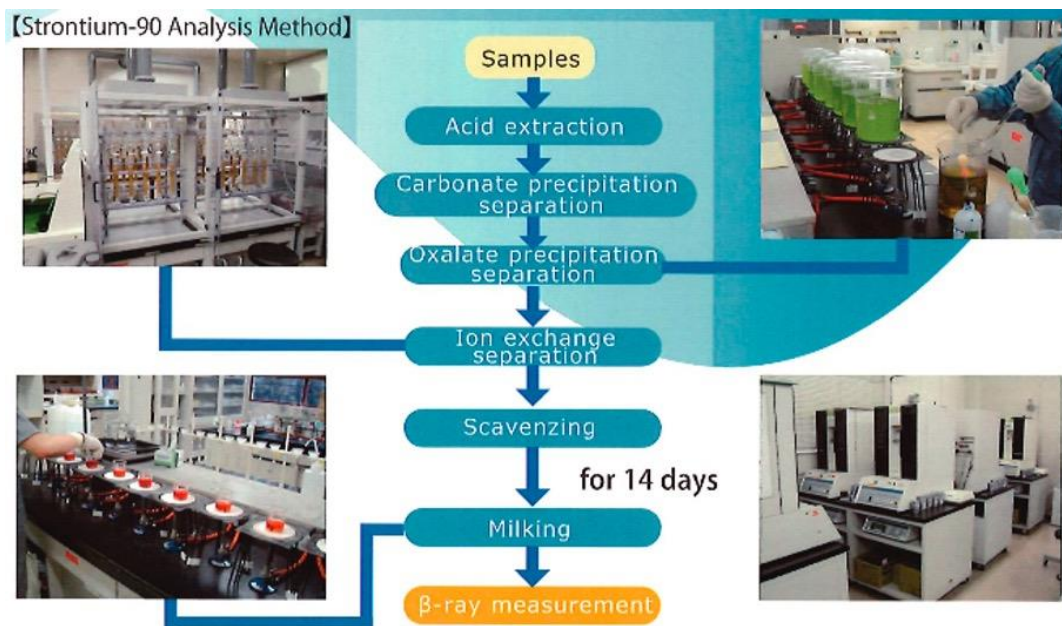 【Strontium-90 Analysis Method】
Samples
Acid extraction
Carbonate precipitation
separation
Oxalate precipitation
separation
Ion exchange
separation
Scavenzing
for 14 days
Milking
β-ray measurement